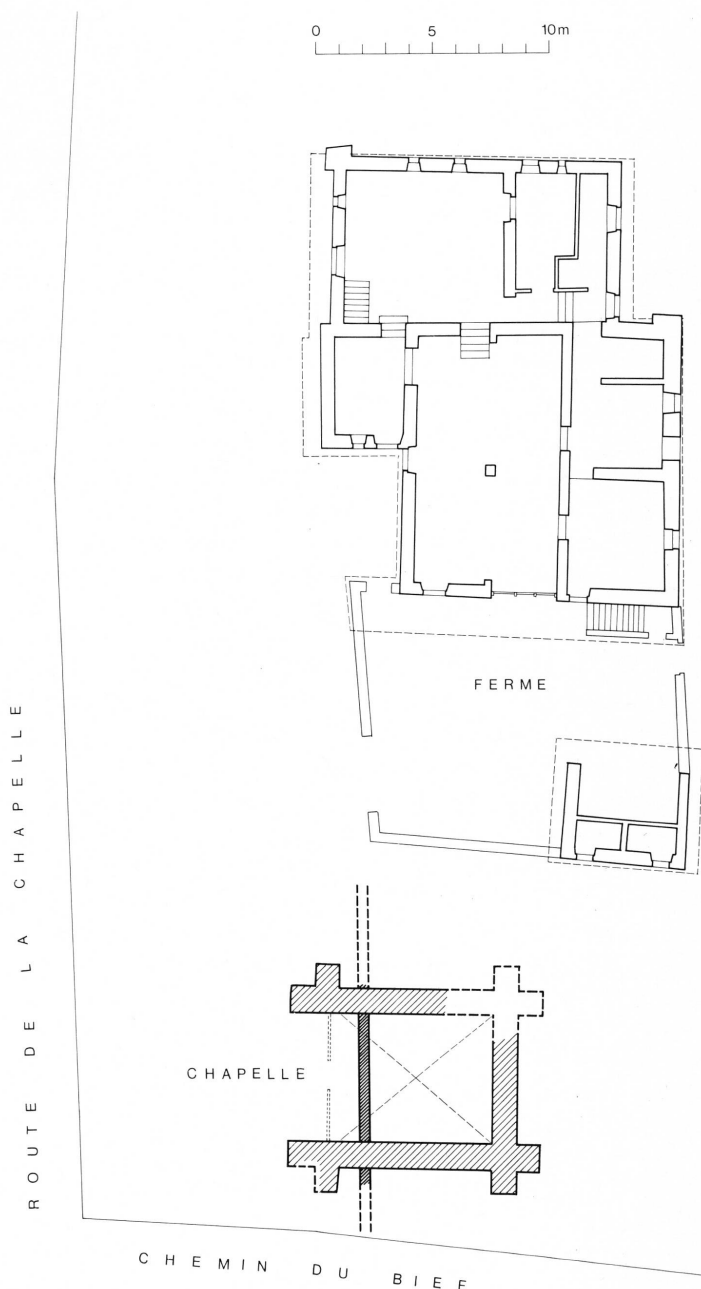 0 5 10m
FERME
CHAPELLE
ROUTE DE LA CHAPELLE
CHEMIN DU BIEF